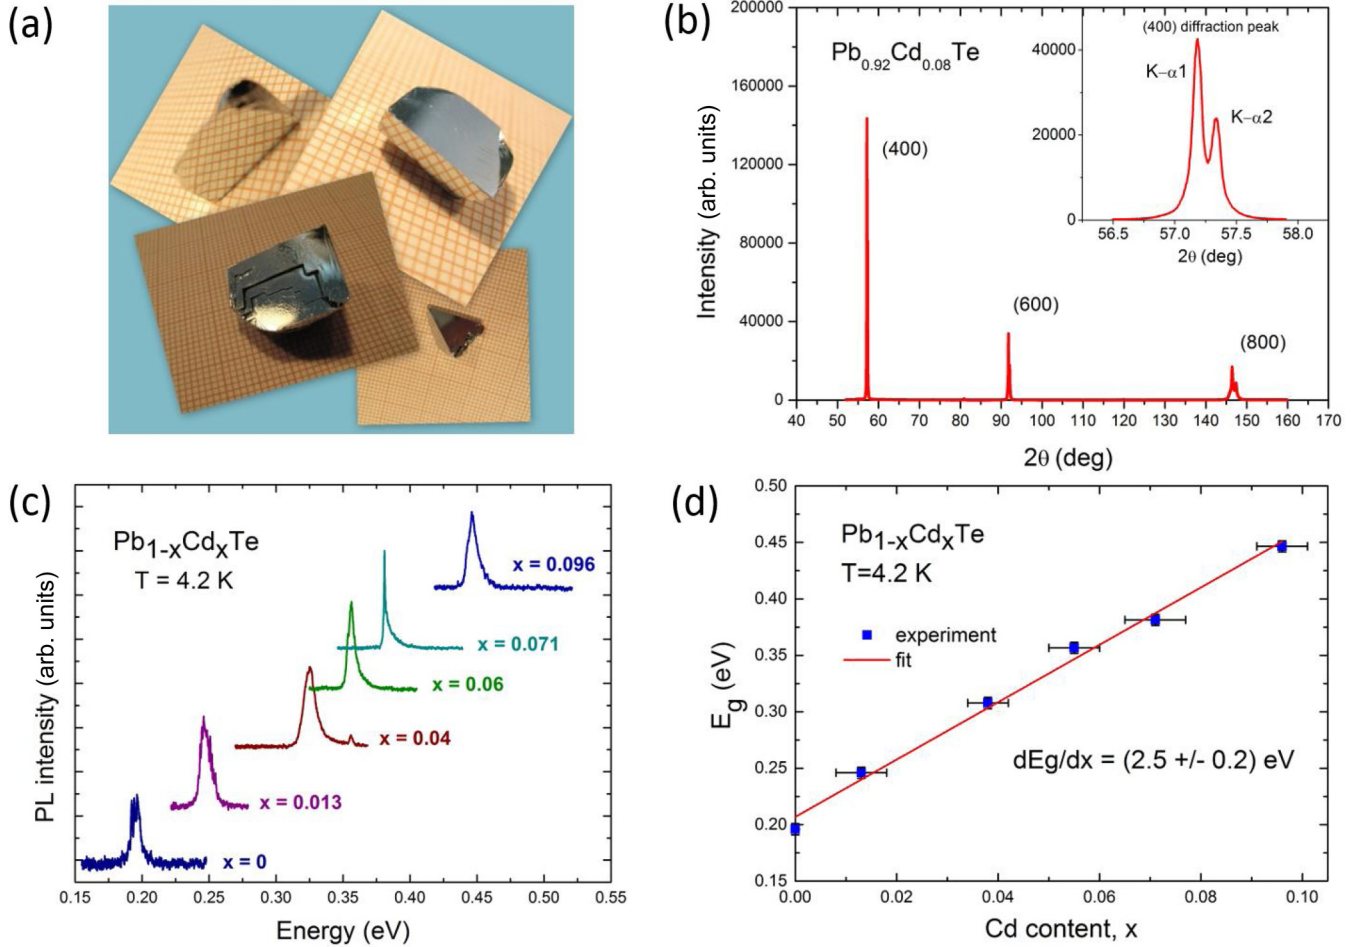 (a)
(b)
Pb0.92Cd0.08Te
(400) diffraction peak
K-α1
K-α2
40000
20000
0
56.5 57.0 57.5 58.0
2θ (deg)
(400)
(600)
(800)
200000
160000
120000
80000
40000
0
Intensity (arb. units)
40 50 60 70 80 90 100 110 120 130 140 150 160 170
2θ (deg)
(c)
Pb1-xCdxTe
T = 4.2 K
x = 0.096
x = 0.071
x = 0.06
x = 0.04
x = 0.013
x = 0
PL intensity (arb. units)
0.15 0.20 0.25 0.30 0.35 0.40 0.45 0.50 0.55
Energy (eV)
(d)
Pb1-xCdxTe
T=4.2 K
experiment
fit
dEg/dx = (2.5 +/- 0.2) eV
0.50
0.45
0.40
0.35
0.30
0.25
0.20
0.15
Eg (eV)
0.00 0.02 0.04 0.06 0.08 0.10
Cd content, x